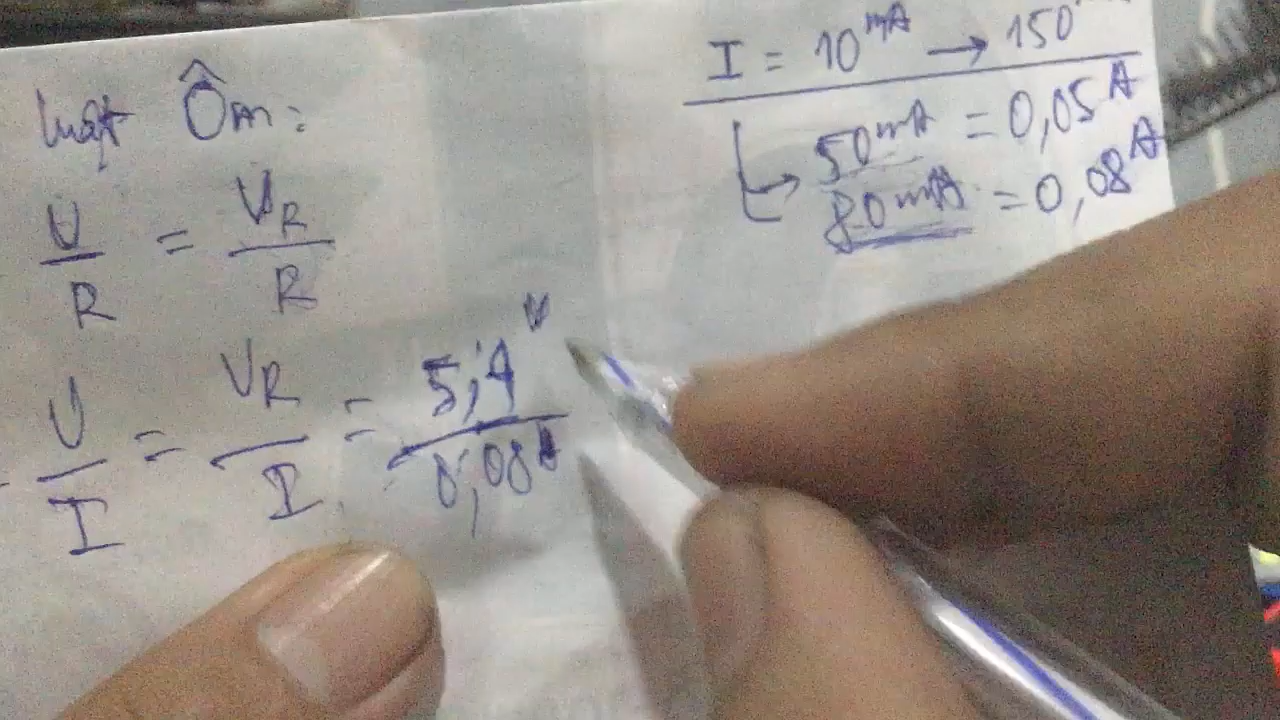 luật Ôm:
U/R = VR/R
U/I = VR/I = 5,4V/0,08A
I = 10mA → 150
↳ 50mA = 0,05A
80mA = 0,08A